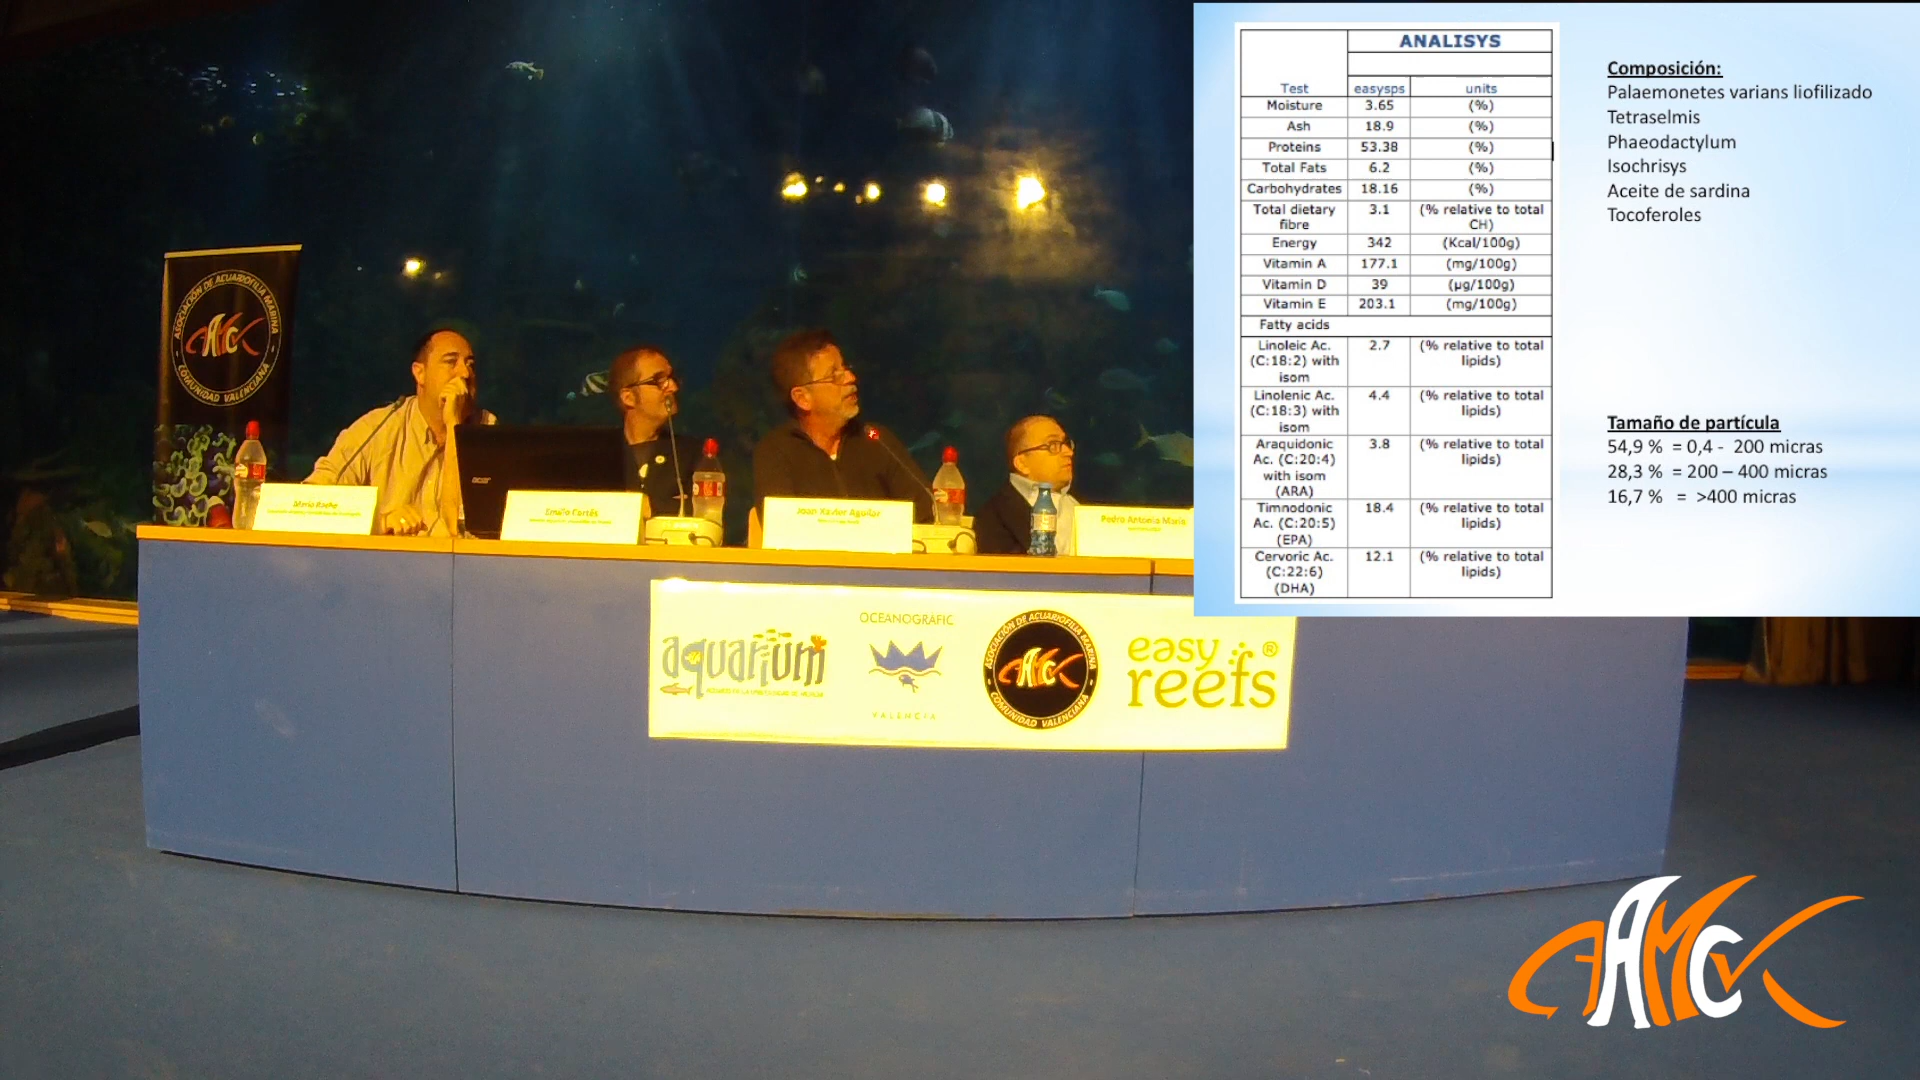 ANALISYS
Test easysps units
Moisture 3.65 (%)
Ash 18.9 (%)
Proteins 53.38 (%)
Total Fats 6.2 (%)
Carbohydrates 18.16 (%)
Total dietary 3.1 (% relative to total
fibre CH)
Energy 342 (Kcal/100g)
Vitamin A 177.1 (mg/100g)
Vitamin D 39 (µg/100g)
Vitamin E 203.1 (mg/100g)
Fatty acids
Linoleic Ac. 2.7 (% relative to total
(C:18:2) with lipids)
isom
Linolenic Ac. 4.4 (% relative to total
(C:18:3) with lipids)
isom
Araquidonic 3.8 (% relative to total
Ac. (C:20:4) lipids)
with isom
(ARA)
Timnodonic 18.4 (% relative to total
Ac. (C:20:5) lipids)
(EPA)
Cervoric Ac. 12.1 (% relative to total
(C:22:6) lipids)
(DHA)
Composición:
Palaemonetes varians liofilizado
Tetraselmis
Phaeodactylum
Isochrisys
Aceite de sardina
Tocoferoles
Tamaño de partícula
54,9 % = 0,4 - 200 micras
28,3 % = 200 – 400 micras
16,7 % = >400 micras
ASOCIACIÓN DE ACUARIOFILIA MARINA
AMCV
COMUNIDAD VALENCIANA
acer
Emilio Cortés
Joan Xavier Aguilar
Pedro Antonio
aquarium
OCEANOGRÀFIC
VALENCIA
ASOCIACIÓN DE ACUARIOFILIA MARINA
AMCV
COMUNIDAD VALENCIANA
easy
reefs®
AMCV